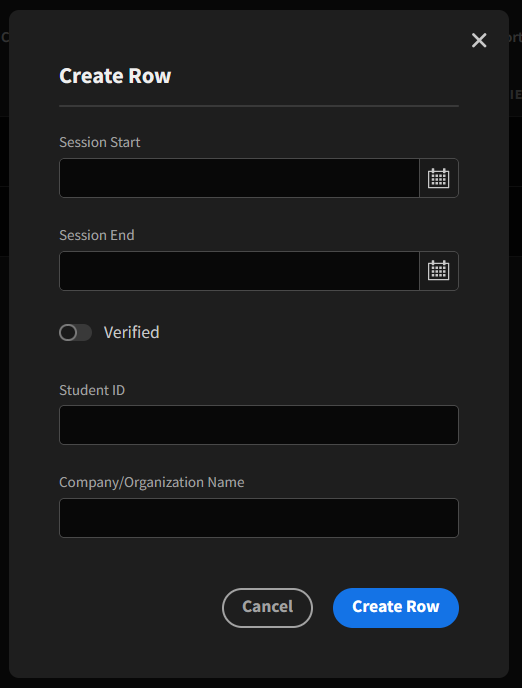 Create Row
Session Start
Session End
Verified
Student ID
Company/Organization Name
Cancel
Create Row